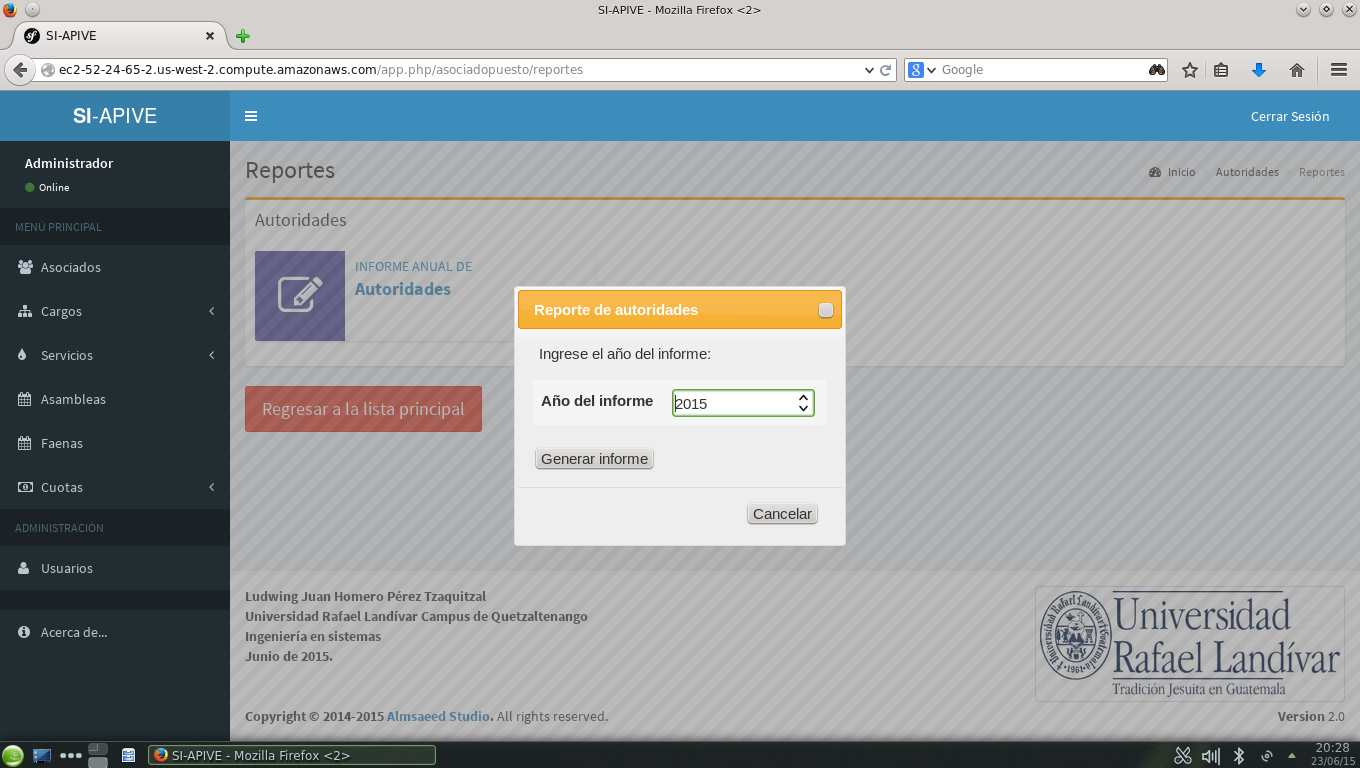 SI-APIVE - Mozilla Firefox <2>
SI-APIVE
ec2-52-24-65-2.us-west-2.compute.amazonaws.com/app.php/asociadopuesto/reportes
Google
SI-APIVE
Cerrar Sesión
Administrador
Online
MENÚ PRINCIPAL
Asociados
Cargos
Servicios
Asambleas
Faenas
Cuotas
ADMINISTRACIÓN
Usuarios
Acerca de...
Reportes
Inicio > Autoridades > Reportes
Autoridades
INFORME ANUAL DE
Autoridades
Regresar a la lista principal
Reporte de autoridades
Ingrese el año del informe:
Año del informe
2015
Generar informe
Cancelar
Ludwing Juan Homero Pérez Tzaquitzal
Universidad Rafael Landívar Campus de Quetzaltenango
Ingeniería en sistemas
Junio de 2015.
Universidad
Rafael Landívar
Tradición Jesuita en Guatemala
Copyright © 2014-2015 Almsaeed Studio. All rights reserved.
Version 2.0
SI-APIVE - Mozilla Firefox <2>
20:28
23/06/15